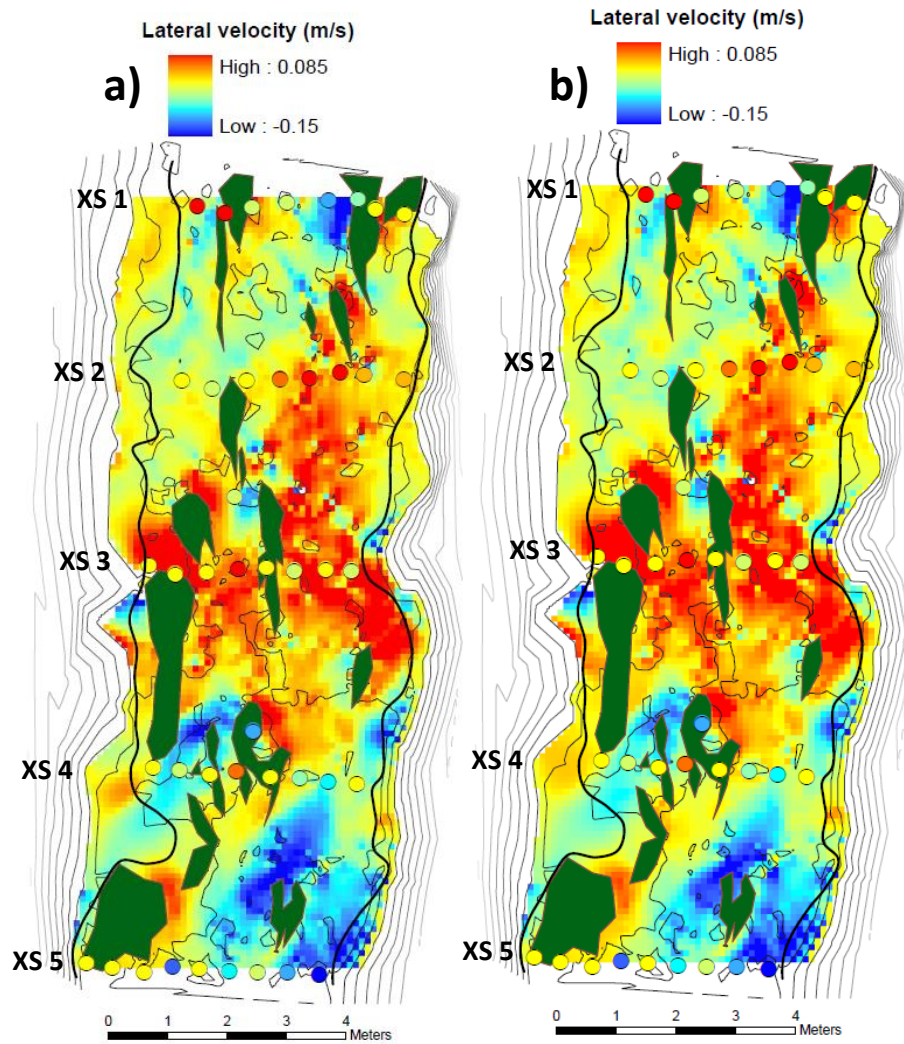 Lateral velocity (m/s)
High : 0.085
Low : -0.15
a)
XS 1
XS 2
XS 3
XS 4
XS 5
0 1 2 3 4
Meters
Lateral velocity (m/s)
High : 0.085
Low : -0.15
b)
XS 1
XS 2
XS 3
XS 4
XS 5
0 1 2 3 4
Meters